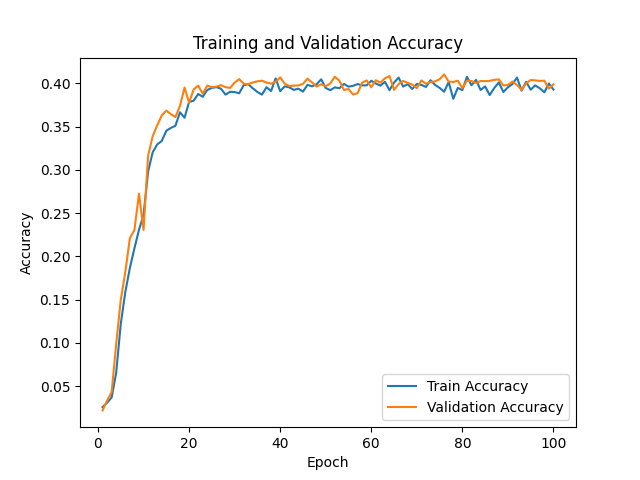 Training and Validation Accuracy
Accuracy
0.40
0.35
0.30
0.25
0.20
0.15
0.10
0.05
Train Accuracy
Validation Accuracy
0 20 40 60 80 100
Epoch